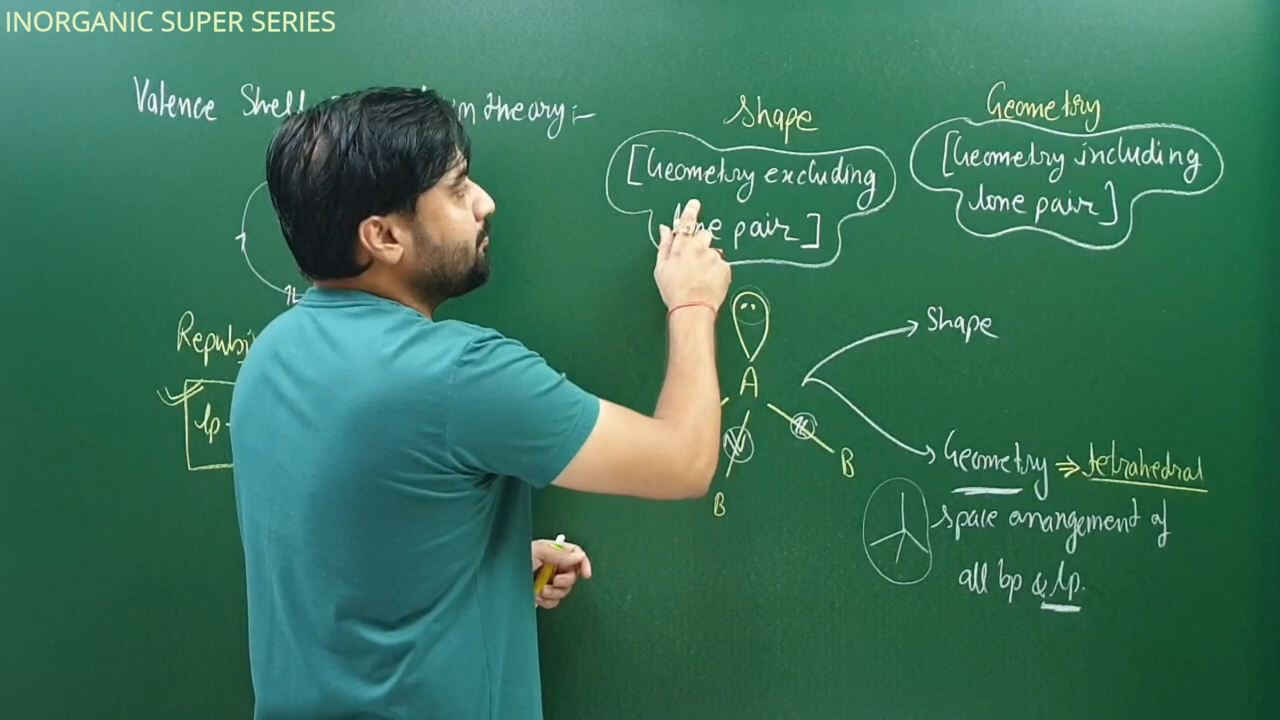 INORGANIC SUPER SERIES
Valence Shell theory:-
Shape
[Geometry excluding
lone pair]
Geometry
[Geometry including
lone pair]
A
B
B
Shape
Geometry ⇒ tetrahedral
space arrangement of
all bp & lp.
lp -